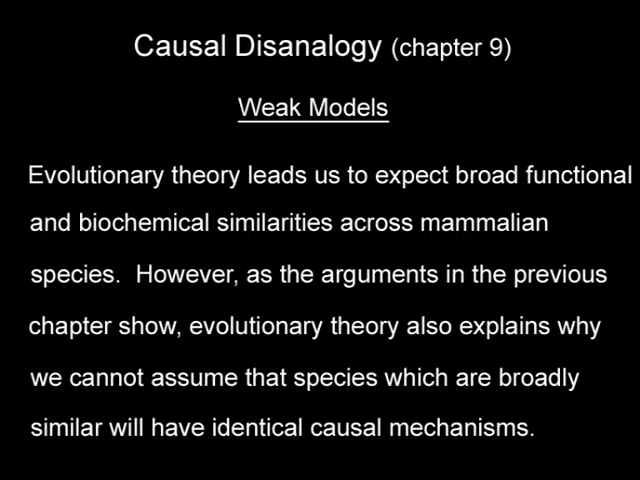 Causal Disanalogy (chapter 9)
Weak Models
Evolutionary theory leads us to expect broad functional
and biochemical similarities across mammalian
species.  However, as the arguments in the previous
chapter show, evolutionary theory also explains why
we cannot assume that species which are broadly
similar will have identical causal mechanisms.